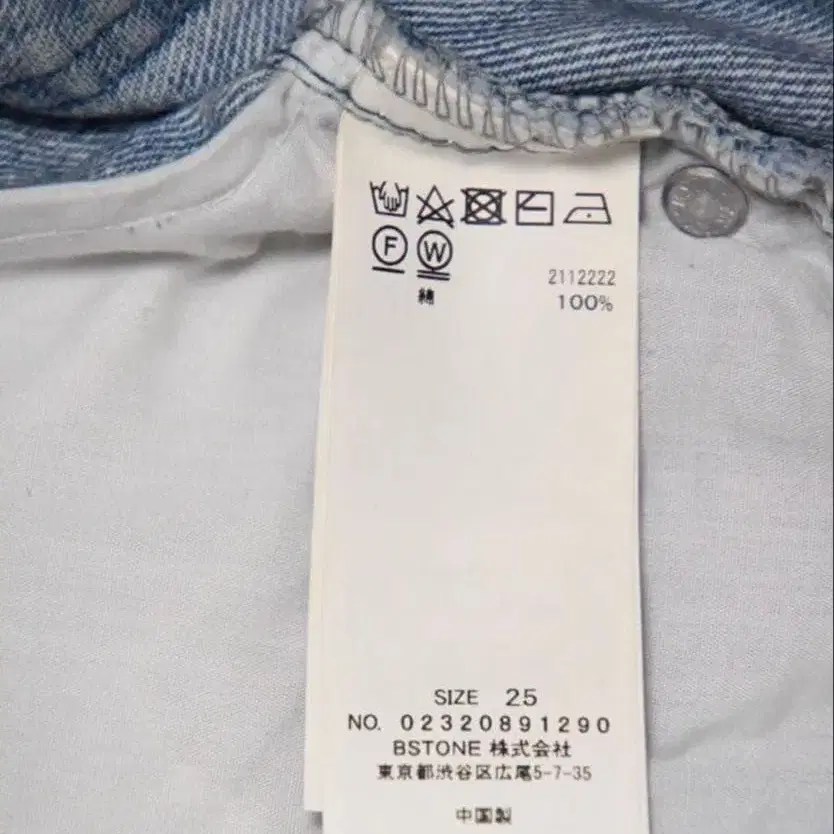 F W
2112222
綿 100%
SIZE 25
NO. 02320891290
BSTONE 株式会社
東京都渋谷区広尾5-7-35
中国製